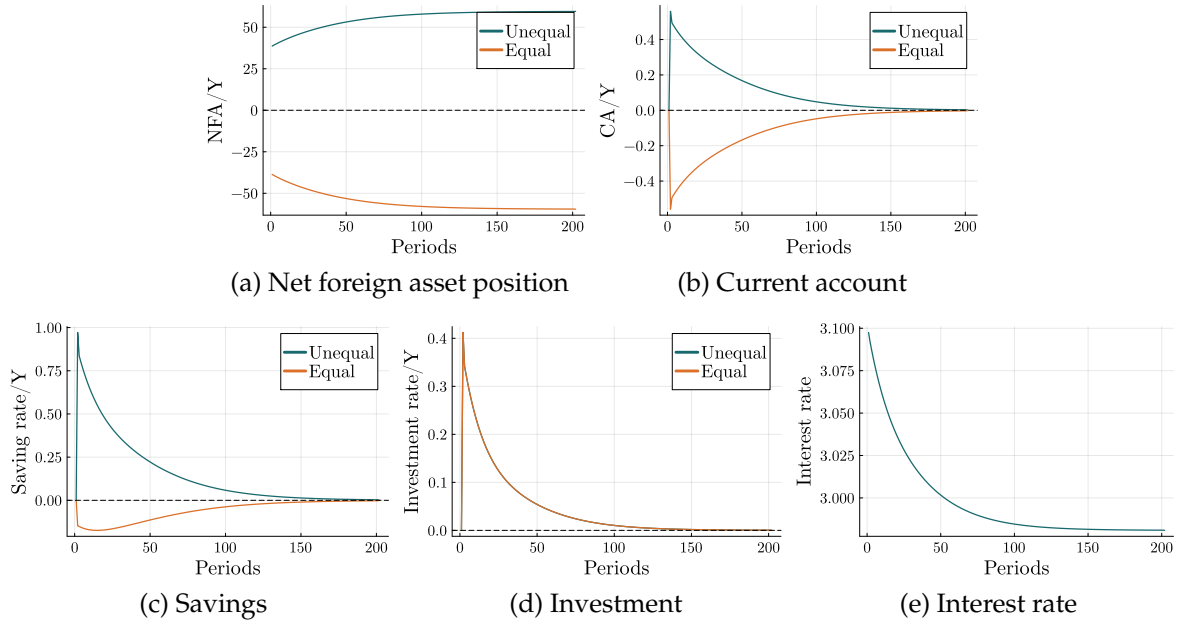 NFA/Y
50
25
0
−25
−50
Unequal
Equal
0
50
100
150
200
Periods
(a) Net foreign asset position
CA/Y
0.4
0.2
0.0
−0.2
−0.4
Unequal
Equal
0
50
100
150
200
Periods
(b) Current account
Saving rate/Y
1.00
0.75
0.50
0.25
0.00
Unequal
Equal
0
50
100
150
200
Periods
(c) Savings
Investment rate/Y
0.4
0.3
0.2
0.1
0.0
Unequal
Equal
0
50
100
150
200
Periods
(d) Investment
Interest rate
3.100
3.075
3.050
3.025
3.000
0
50
100
150
200
Periods
(e) Interest rate